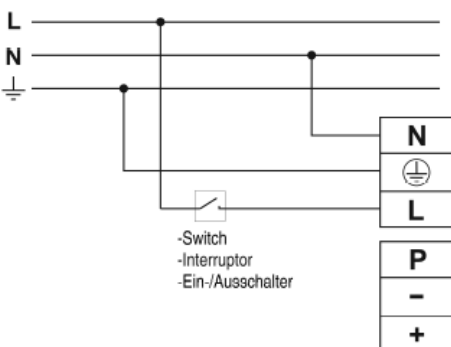 L
N
N
L
-Switch
-Interruptor
-Ein-/Ausschalter
P
-
+